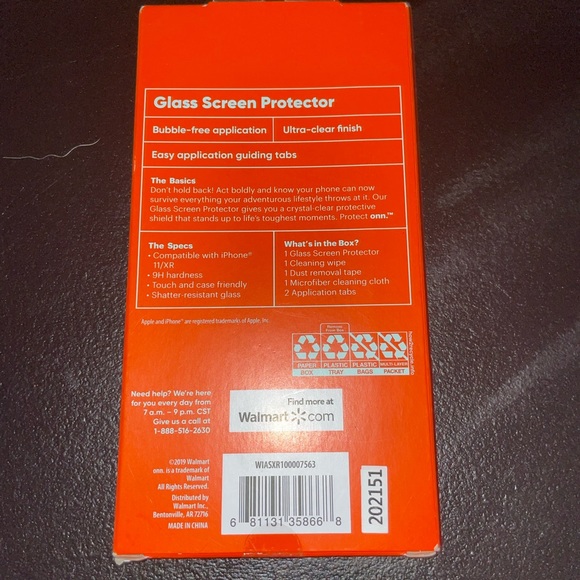 Glass Screen Protector
Bubble-free application
Ultra-clear finish
Easy application guiding tabs
The Basics
Don't hold back! Act boldly and know your phone can now
survive everything your adventurous lifestyle throws at it. Our
Glass Screen Protector gives you a crystal-clear protective
shield that stands up to life's toughest moments. Protect onn.™
The Specs
• Compatible with iPhone®
11/XR
• 9H hardness
• Touch and case friendly
• Shatter-resistant glass
What's in the Box?
1 Glass Screen Protector
1 Cleaning wipe
1 Dust removal tape
1 Microfiber cleaning cloth
2 Application tabs
Apple and iPhone® are registered trademarks of Apple, Inc.
PAPER
BOX
PLASTIC
TRAY
PLASTIC
BAGS
MULTI-LAYER
PACKET
how2recycle.info
Need help? We're here
for you every day from
7 a.m. – 9 p.m. CST
Give us a call at
1-888-516-2630
Find more at
Walmart com
©2019 Walmart
onn. is a trademark of
Walmart
All Rights Reserved.
Distributed by
Walmart Inc.,
Bentonville, AR 72716
MADE IN CHINA
WIASXR100007563
6 81131 35866 8
202151